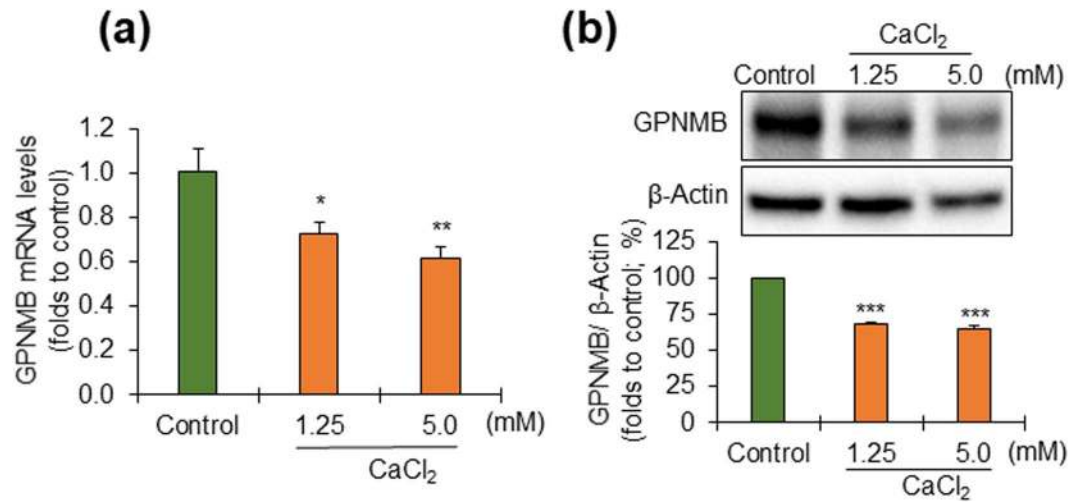 (a)
GPNMB mRNA levels
(folds to control)
1.2
1.0
0.8
0.6
0.4
0.2
0.0
*
**
Control
1.25
5.0
(mM)
CaCl₂
(b)
CaCl₂
Control 1.25 5.0 (mM)
GPNMB
β-Actin
GPNMB/ β-Actin
(folds to control; %)
125
100
75
50
25
0
***
***
Control
1.25
5.0
(mM)
CaCl₂